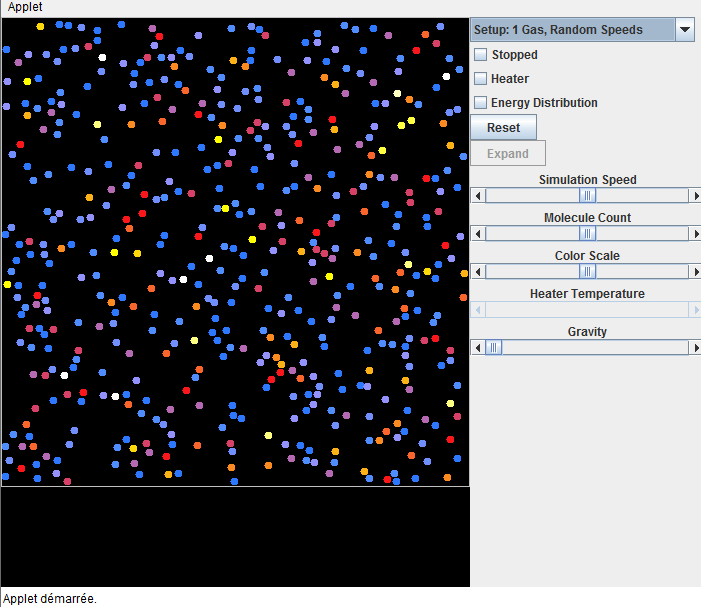 Applet
Setup: 1 Gas, Random Speeds
Stopped
Heater
Energy Distribution
Reset
Expand
Simulation Speed
Molecule Count
Color Scale
Heater Temperature
Gravity
Applet démarrée.